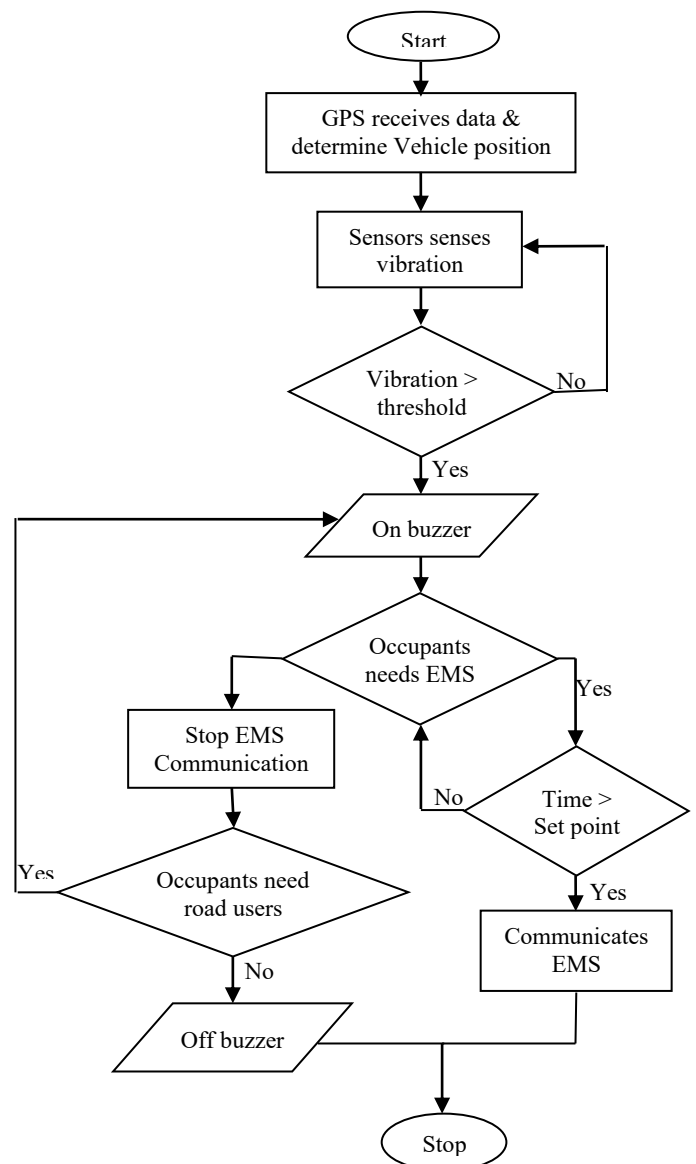 Start
GPS receives data &
determine Vehicle position
Sensors senses
vibration
Vibration >
threshold
No
Yes
On buzzer
Occupants
needs EMS
Yes
Stop EMS
Communication
No
Time >
Set point
Yes
Occupants need
road users
Yes
Communicates
EMS
No
Off buzzer
Stop